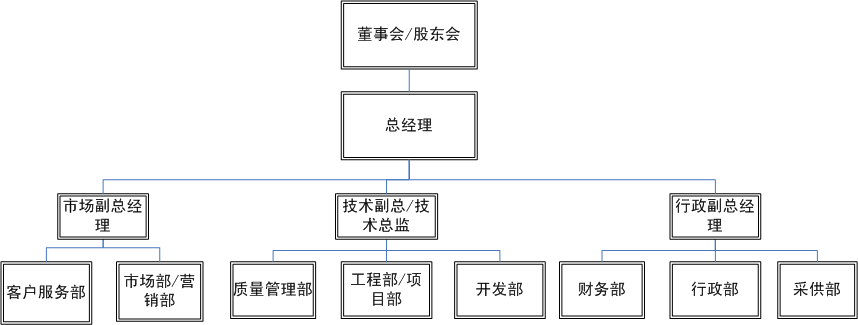 董事会/股东会
总经理
市场副总经
理
技术副总/技
术总监
行政副总经
理
客户服务部
市场部/营
销部
质量管理部
工程部/项
目部
开发部
财务部
行政部
采供部